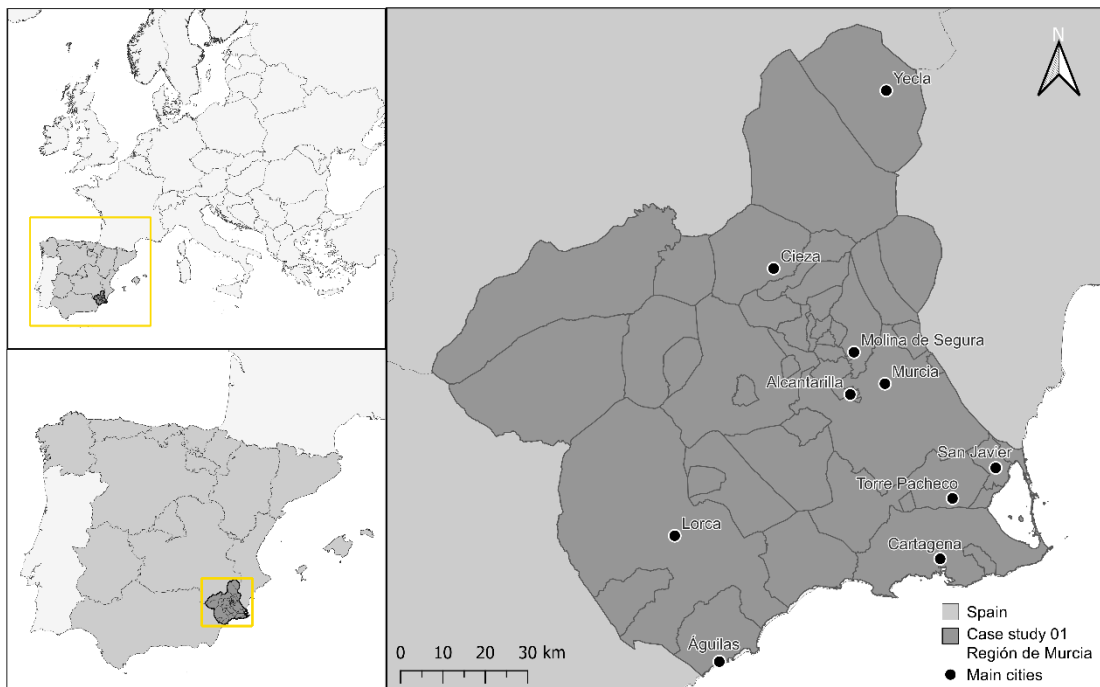 N
Yecla
Cieza
Molina de Segura
Murcia
Alcantarilla
San Javier
Torre Pacheco
Lorca
Cartagena
Águilas
0 10 20 30 km
Spain
Case study 01
Región de Murcia
Main cities